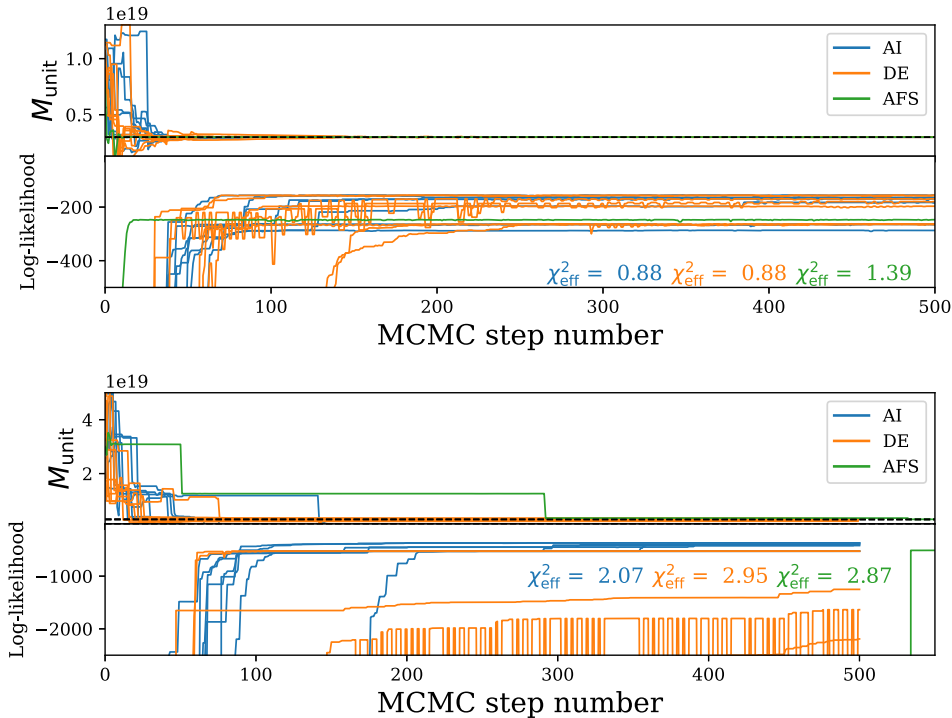 1e19
M_unit
1.0
0.5
AI
DE
AFS
Log-likelihood
−200
−400
χ²_eff = 0.88 χ²_eff = 0.88 χ²_eff = 1.39
0 100 200 300 400 500
MCMC step number
1e19
M_unit
4
2
AI
DE
AFS
Log-likelihood
−1000
−2000
χ²_eff = 2.07 χ²_eff = 2.95 χ²_eff = 2.87
0 100 200 300 400 500
MCMC step number